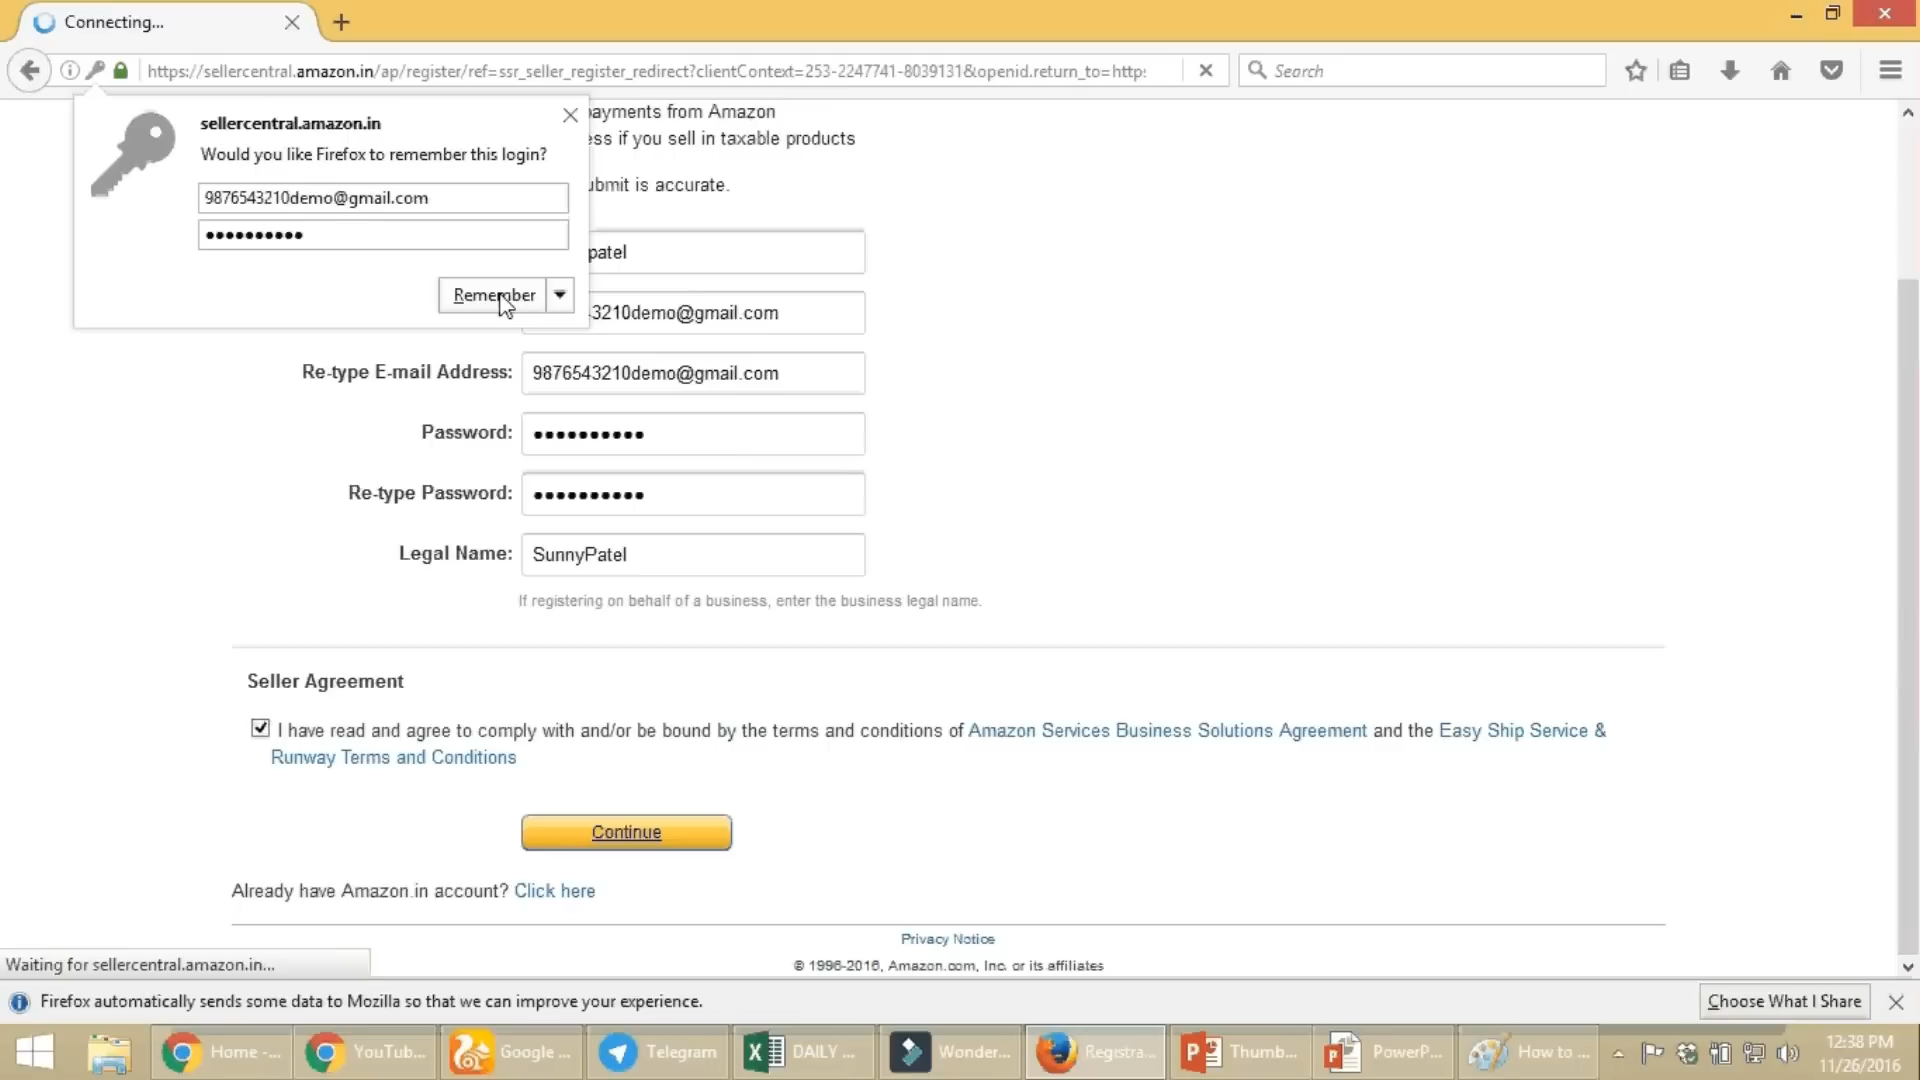 Connecting...
https://sellercentral.amazon.in/ap/register/ref=ssr_seller_register_redirect?clientContext=253-2247741-8039131&openid.return_to=http:
Search
sellercentral.amazon.in
Would you like Firefox to remember this login?
9876543210demo@gmail.com
Remember
payments from Amazon
ess if you sell in taxable products
ubmit is accurate.
patel
3210demo@gmail.com
Re-type E-mail Address: 9876543210demo@gmail.com
Password:
Re-type Password:
Legal Name: SunnyPatel
If registering on behalf of a business, enter the business legal name.
Seller Agreement
I have read and agree to comply with and/or be bound by the terms and conditions of Amazon Services Business Solutions Agreement and the Easy Ship Service &
Runway Terms and Conditions
Continue
Already have Amazon.in account? Click here
Privacy Notice
© 1996-2016, Amazon.com, Inc. or its affiliates
Waiting for sellercentral.amazon.in...
Firefox automatically sends some data to Mozilla so that we can improve your experience.
Choose What I Share
Home -... YouTub... Google ... Telegram DAILY ... Wonder... Registra... Thumb... PowerP... How to ...
12:38 PM
11/26/2016